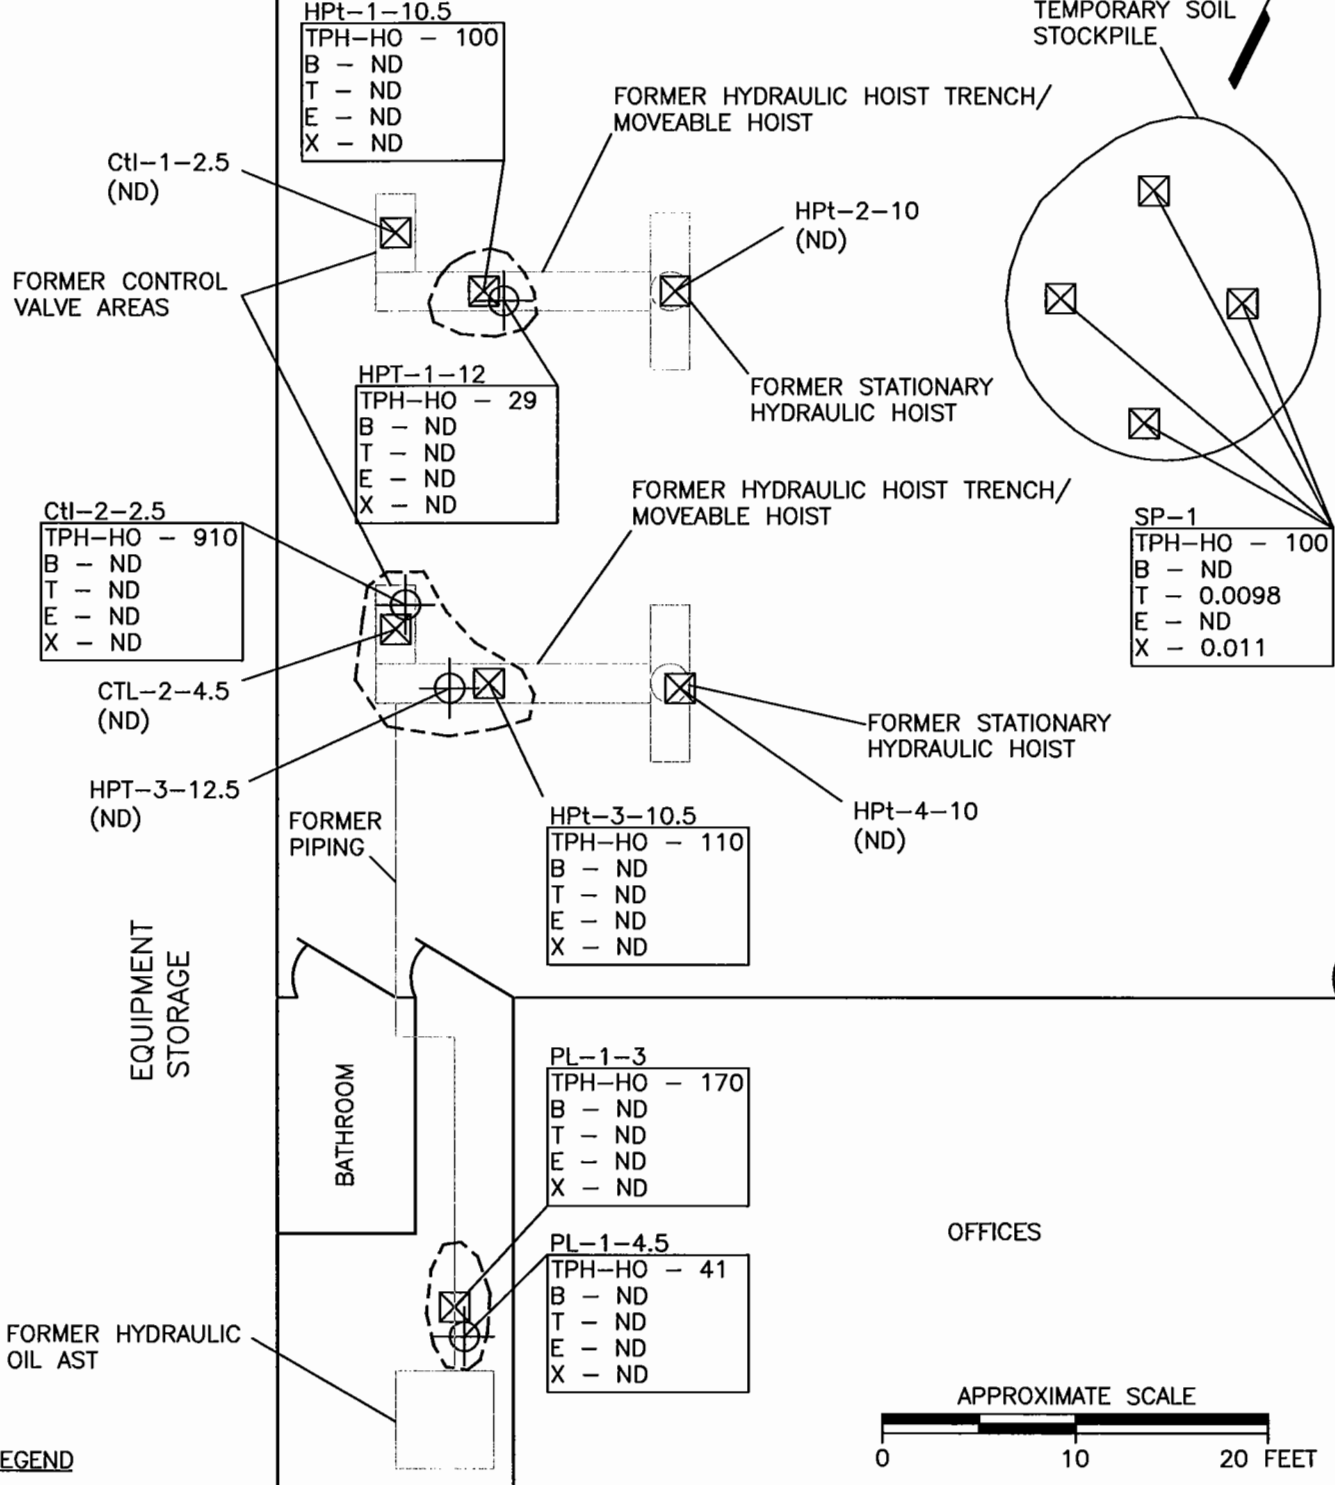 HPt-1-10.5
TPH-HO - 100
B - ND
T - ND
E - ND
X - ND
TEMPORARY SOIL
STOCKPILE
FORMER HYDRAULIC HOIST TRENCH/
MOVEABLE HOIST
Ctl-1-2.5
(ND)
HPt-2-10
(ND)
FORMER CONTROL
VALVE AREAS
HPT-1-12
TPH-HO - 29
B - ND
T - ND
E - ND
X - ND
FORMER STATIONARY
HYDRAULIC HOIST
FORMER HYDRAULIC HOIST TRENCH/
MOVEABLE HOIST
Ctl-2-2.5
TPH-HO - 910
B - ND
T - ND
E - ND
X - ND
SP-1
TPH-HO - 100
B - ND
T - 0.0098
E - ND
X - 0.011
CTL-2-4.5
(ND)
FORMER STATIONARY
HYDRAULIC HOIST
HPT-3-12.5
(ND)
FORMER
PIPING
HPt-3-10.5
TPH-HO - 110
B - ND
T - ND
E - ND
X - ND
HPt-4-10
(ND)
EQUIPMENT
STORAGE
BATHROOM
PL-1-3
TPH-HO - 170
B - ND
T - ND
E - ND
X - ND
PL-1-4.5
TPH-HO - 41
B - ND
T - ND
E - ND
X - ND
OFFICES
FORMER HYDRAULIC
OIL AST
APPROXIMATE SCALE
0 10 20 FEET
EGEND